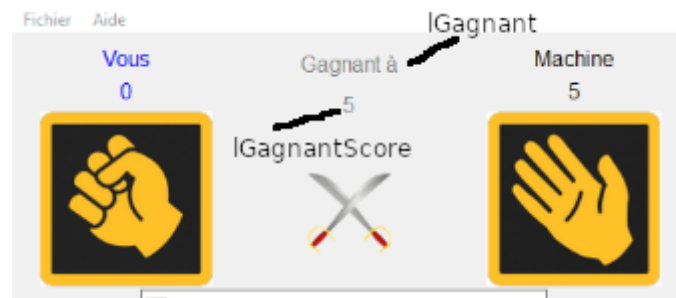 Fichier Aide
lGagnant
Vous
Gagnant à
Machine
0
5
5
lGagnantScore